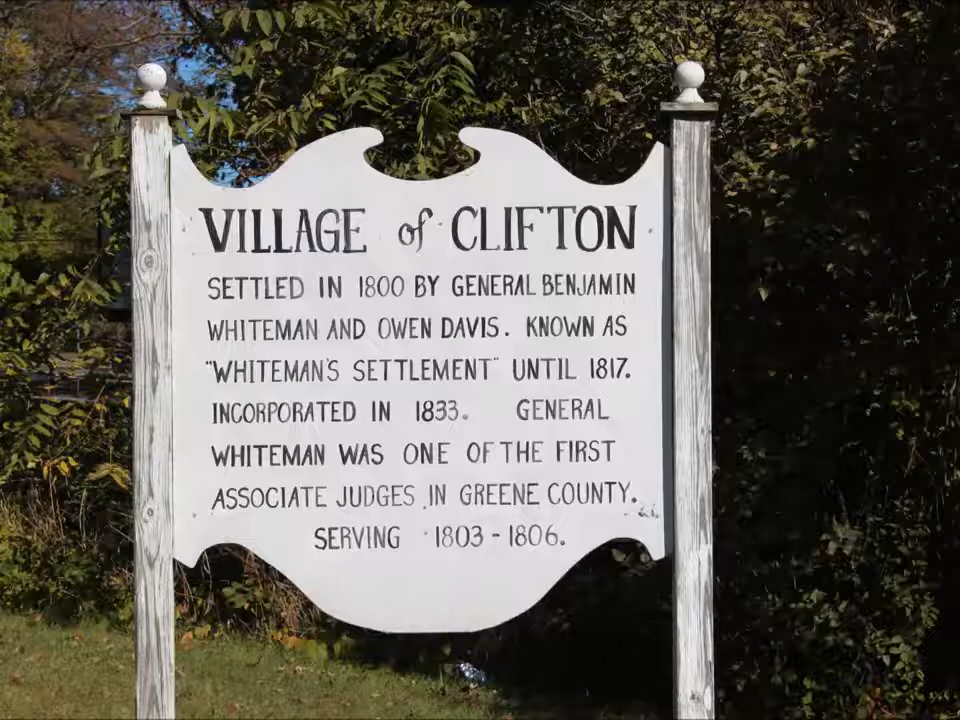 VILLAGE of CLIFTON
SETTLED IN 1800 BY GENERAL BENJAMIN
WHITEMAN AND OWEN DAVIS. KNOWN AS
"WHITEMAN'S SETTLEMENT" UNTIL 1817.
INCORPORATED IN 1833. GENERAL
WHITEMAN WAS ONE OF THE FIRST
ASSOCIATE JUDGES IN GREENE COUNTY.
SERVING 1803-1806.